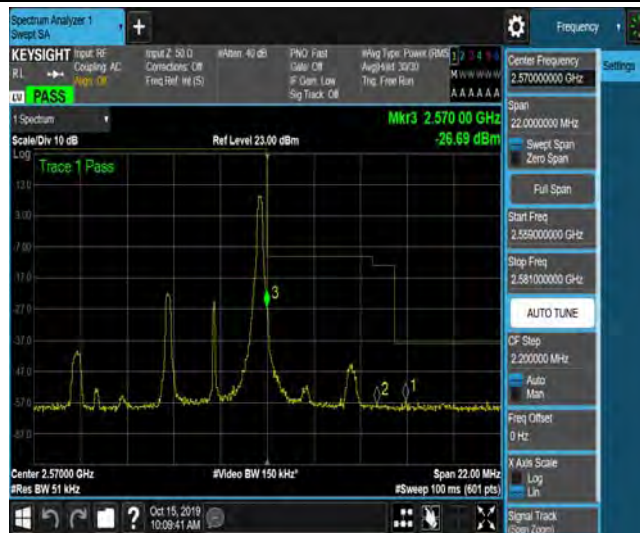 Spectrum Analyzer 1
Swept SA
+
Frequency
KEYSIGHT
RL
Input: RF
Coupling: AC
Align: Off
Input Z: 50 Ω
Corrections: Off
Freq Ref: Int (S)
#Atten: 40 dB
PNO: Fast
Gate: Off
IF Gain: Low
Sig Track: Off
#Avg Type: Power (RMS
Avg|Hold: 30/30
Trig: Free Run
1 2 3 4 5 6
M W W W W W
A A A A A A
LV PASS
1 Spectrum
Scale/Div 10 dB
Ref Level 23.00 dBm
Mkr3 2.570 00 GHz
-26.69 dBm
Log
Trace 1 Pass
13.0
3.00
-7.00
-17.0
-27.0
-37.0
-47.0
-57.0
-67.0
3
2
1
Center 2.57000 GHz
#Video BW 150 kHz*
Span 22.00 MHz
#Res BW 51 kHz
#Sweep 100 ms (601 pts)
Oct 15, 2019
10:09:41 AM
Center Frequency
2.570000000 GHz
Settings
Span
22.0000000 MHz
Swept Span
Zero Span
Full Span
Start Freq
2.559000000 GHz
Stop Freq
2.581000000 GHz
AUTO TUNE
CF Step
2.200000 MHz
Auto
Man
Freq Offset
0 Hz
X Axis Scale
Log
Lin
Signal Track
(Span Zoom)